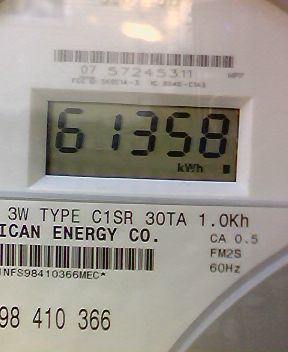 07 57245311
61358
kWh
3W TYPE C1SR 30TA 1.0Kh
ICAN ENERGY CO.
CA 0.5
FM2S
60Hz
INFS98410366MEC*
98 410 366